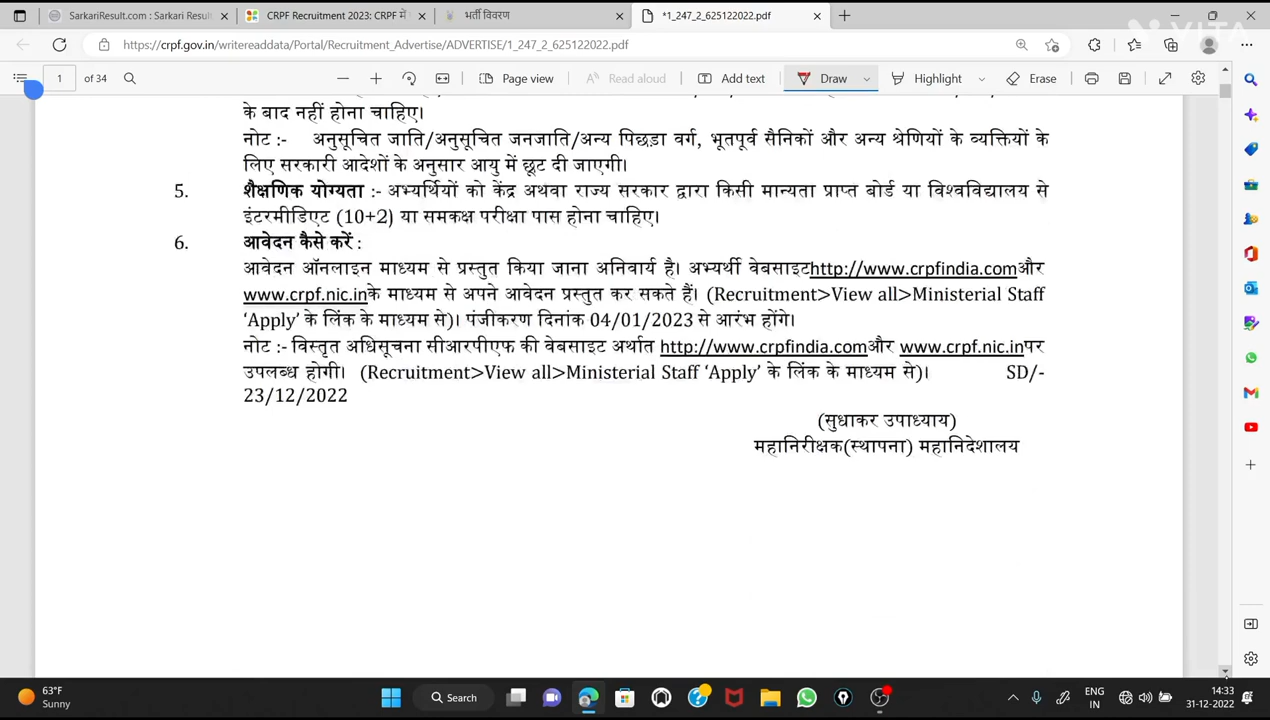 SarkariResult.com : Sarkari Resul
CRPF Recruitment 2023: CRPF में
भर्ती विवरण
*1_247_2_625122022.pdf
VITA
https://crpf.gov.in/writereaddata/Portal/Recruitment_Advertise/ADVERTISE/1_247_2_625122022.pdf
1 of 34
Page view
Read aloud
Add text
Draw
Highlight
Erase
के बाद नहीं होना चाहिए।
नोट :- अनुसूचित जाति/अनुसूचित जनजाति/अन्य पिछड़ा वर्ग, भूतपूर्व सैनिकों और अन्य श्रेणियों के व्यक्तियों के
लिए सरकारी आदेशों के अनुसार आयु में छूट दी जाएगी।
5. शैक्षणिक योग्यता :- अभ्यर्थियों को केंद्र अथवा राज्य सरकार द्वारा किसी मान्यता प्राप्त बोर्ड या विश्वविद्यालय से
इंटरमीडिएट (10+2) या समकक्ष परीक्षा पास होना चाहिए।
6. आवेदन कैसे करें :
आवेदन ऑनलाइन माध्यम से प्रस्तुत किया जाना अनिवार्य है। अभ्यर्थी वेबसाइटhttp://www.crpfindia.comऔर
www.crpf.nic.inके माध्यम से अपने आवेदन प्रस्तुत कर सकते हैं। (Recruitment>View all>Ministerial Staff
‘Apply’ के लिंक के माध्यम से)। पंजीकरण दिनांक 04/01/2023 से आरंभ होंगे।
नोट :- विस्तृत अधिसूचना सीआरपीएफ की वेबसाइट अर्थात http://www.crpfindia.comऔर www.crpf.nic.inपर
उपलब्ध होगी। (Recruitment>View all>Ministerial Staff ‘Apply’ के लिंक के माध्यम से)। SD/-
23/12/2022
(सुधाकर उपाध्याय)
महानिरीक्षक(स्थापना) महानिदेशालय
63°F
Sunny
Search
ENG
IN
14:33
31-12-2022